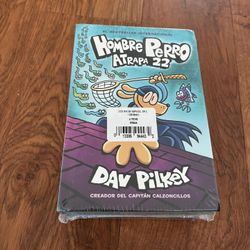 EL BESTSELLER INTERNACIONAL
HOMBRE PERRO
ATRAPA 22
DAV PILKEY
CREADOR DEL CAPITÁN CALZONCILLOS